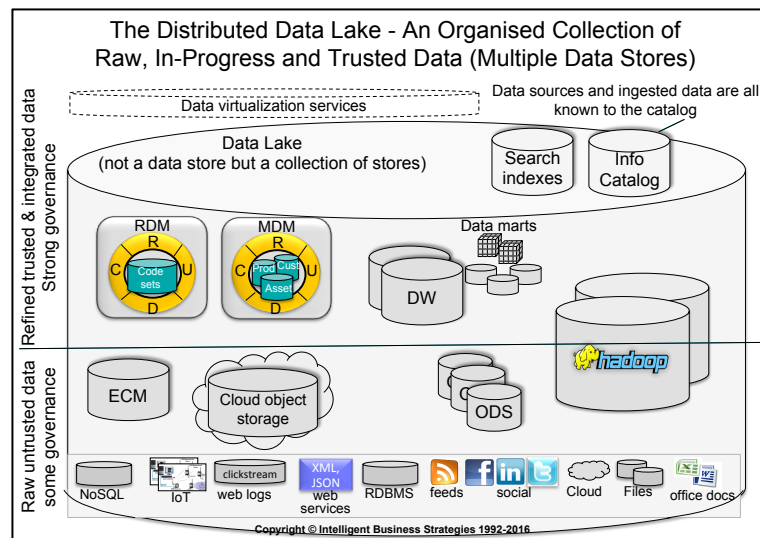 The Distributed Data Lake - An Organised Collection of
Raw, In-Progress and Trusted Data (Multiple Data Stores)
Data virtualization services
Data sources and ingested data are all
known to the catalog
Data Lake
(not a data store but a collection of stores)
Search
indexes
Info
Catalog
Refined trusted & integrated data
Strong governance
RDM
R
C
U
D
Code
sets
MDM
R
C
U
D
Prod
Cust
Asset
DW
Data marts
hadoop
Raw untrusted data
some governance
ECM
Cloud object
storage
ODS
NoSQL
IoT
clickstream
web logs
XML,
JSON
web
services
RDBMS
feeds
f
in
t
social
Cloud
Files
X
W
office docs
Copyright © Intelligent Business Strategies 1992-2016